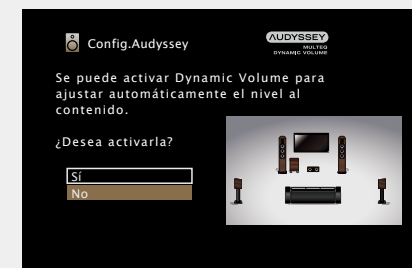 Config.Audyssey
AUDYSSEY
MULTEQ
DYNAMIC VOLUME
Se puede activar Dynamic Volume para
ajustar automáticamente el nivel al
contenido.
¿Desea activarla?
Sí
No